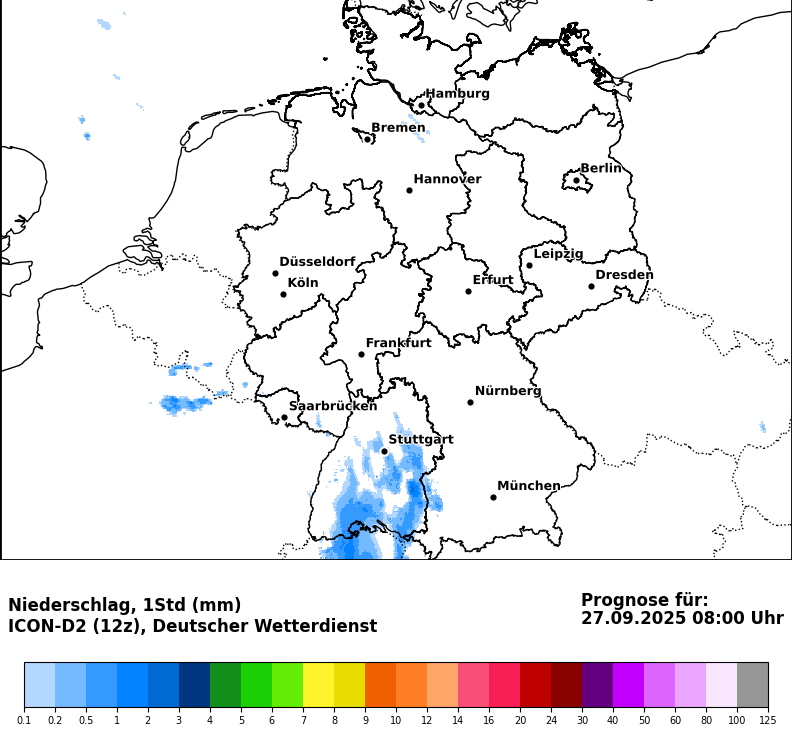 Hamburg
Bremen
Berlin
Hannover
Leipzig
Düsseldorf
Dresden
Köln
Erfurt
Frankfurt
Nürnberg
Saarbrücken
Stuttgart
München
Niederschlag, 1Std (mm)
ICON-D2 (12z), Deutscher Wetterdienst
Prognose für:
27.09.2025 08:00 Uhr
0.1 0.2 0.5 1 2 3 4 5 6 7 8 9 10 12 14 16 20 24 30 40 50 60 80 100 125